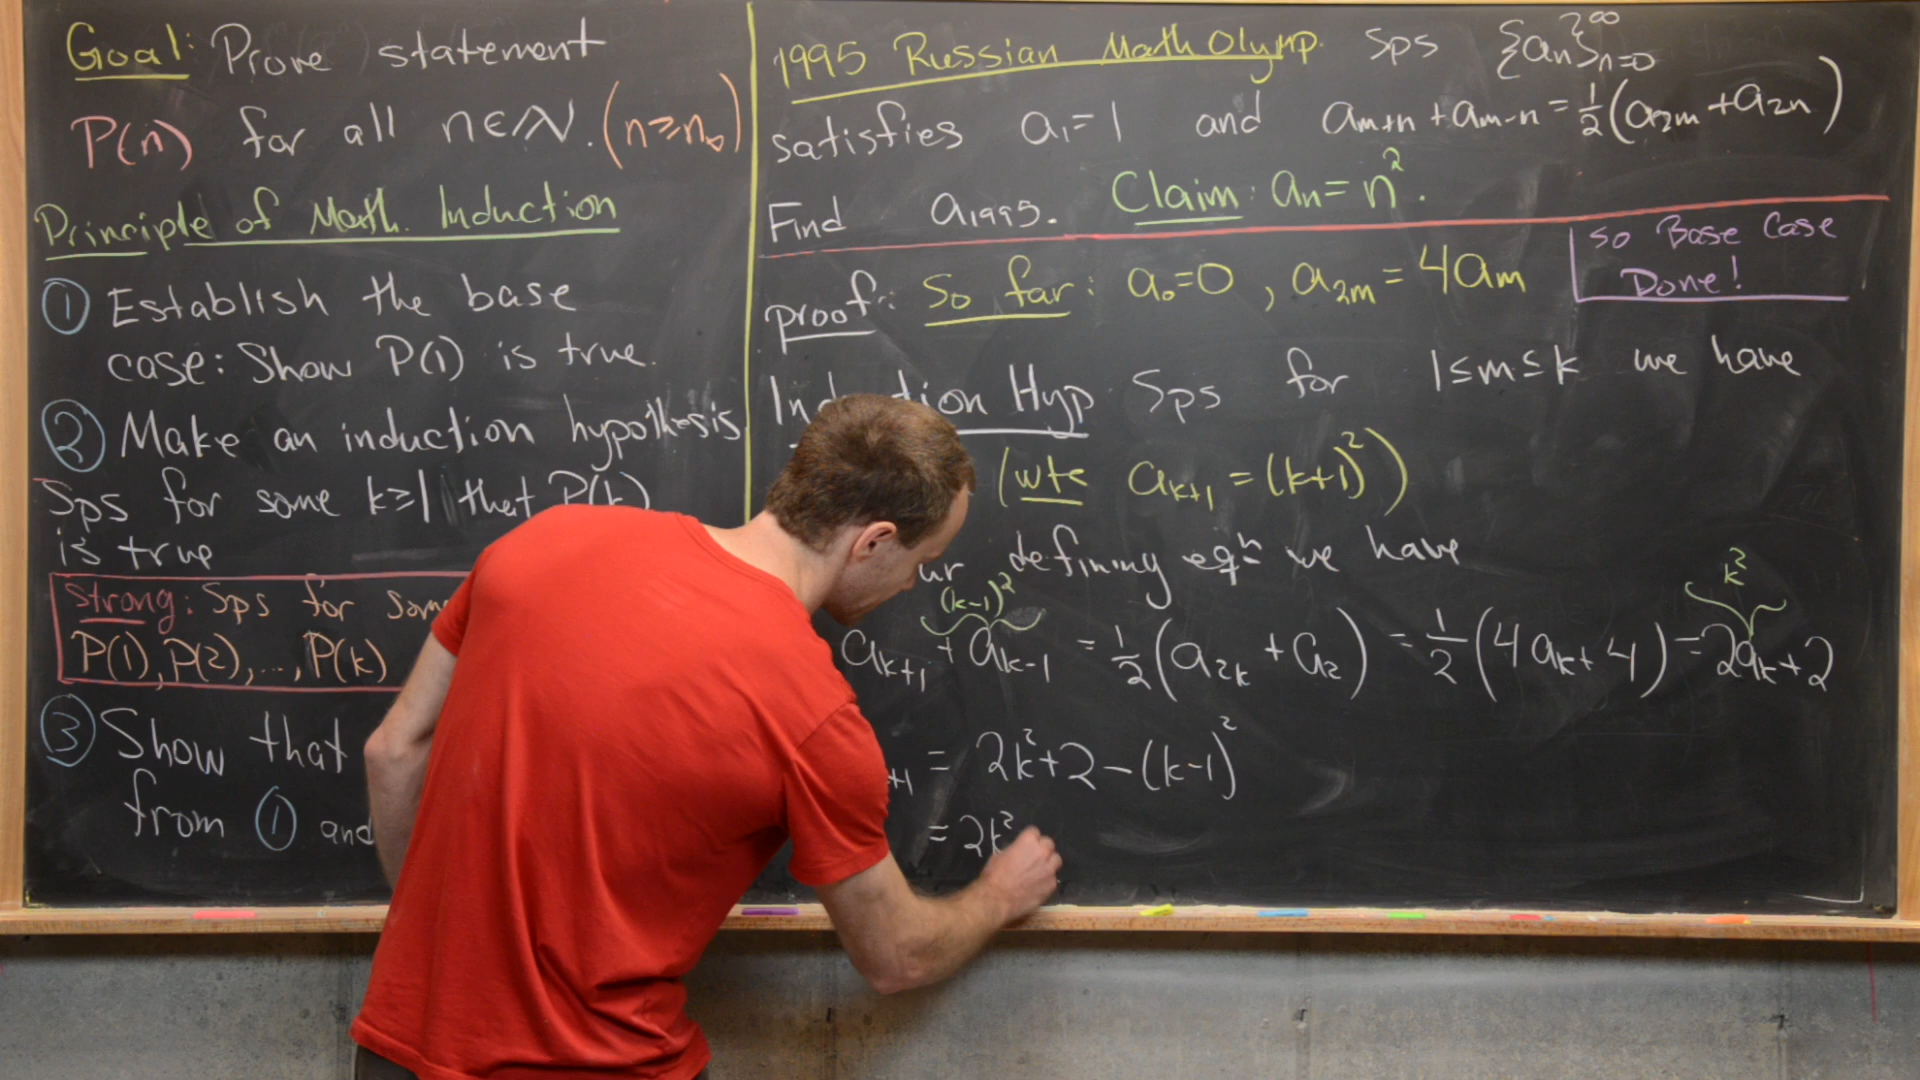 Goal: Prove statement
P(n) for all n∈ℕ. (n≥n₀)
Principle of Math. Induction
① Establish the base
case: Show P(1) is true.
② Make an induction hypothesis
Sps for some k≥1 that P(k)
is true
Strong: Sps for som
P(1), P(2), ..., P(k)
③ Show that
from ① and
1995 Russian Math Olymp. Sps {aₙ}ₙ₌₀^∞
satisfies a₁=1 and aₘ₊ₙ + aₘ₋ₙ = ½(a₂ₘ + a₂ₙ)
Find a₁₉₉₅. Claim: aₙ = n².
so Base Case
Done!
proof: So far: a₀=0, a₂ₘ = 4aₘ
Induction Hyp Sps for 1≤m≤k we have
(wts aₖ₊₁ = (k+1)²)
ur defining eqⁿ we have
(k-1)² k²
aₖ₊₁ + aₖ₋₁ = ½(a₂ₖ + a₂) = ½(4aₖ + 4) = 2aₖ + 2
+1 = 2k² + 2 - (k-1)²
= 2k²